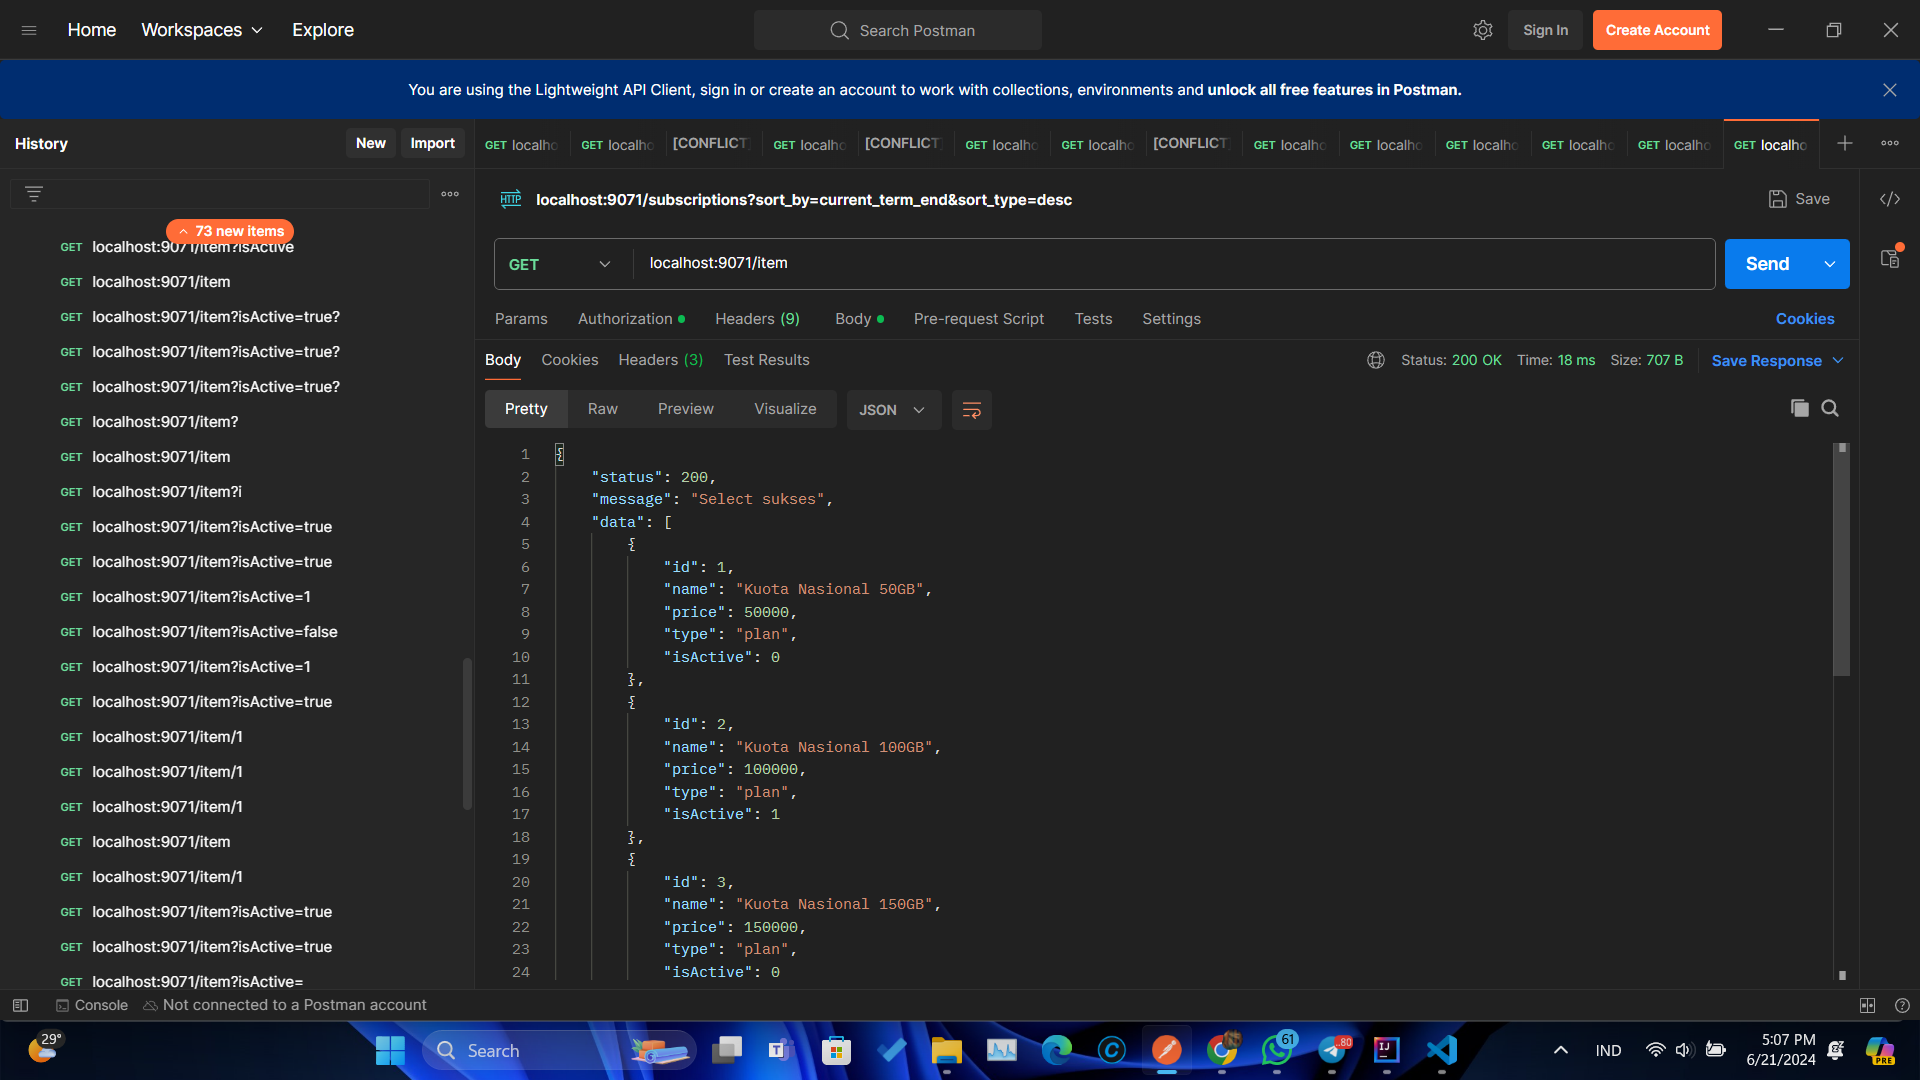 Home
Workspaces
Explore
Search Postman
Sign In
Create Account
You are using the Lightweight API Client, sign in or create an account to work with collections, environments and unlock all free features in Postman.
History
New
Import
GET localho
GET localho
[CONFLICT]
GET localho
[CONFLICT]
GET localho
GET localho
[CONFLICT]
GET localho
GET localho
GET localho
GET localho
GET localho
GET localho
73 new items
GET localhost:9071/item?isActive
GET localhost:9071/item
GET localhost:9071/item?isActive=true?
GET localhost:9071/item?isActive=true?
GET localhost:9071/item?isActive=true?
GET localhost:9071/item?
GET localhost:9071/item
GET localhost:9071/item?i
GET localhost:9071/item?isActive=true
GET localhost:9071/item?isActive=true
GET localhost:9071/item?isActive=1
GET localhost:9071/item?isActive=false
GET localhost:9071/item?isActive=1
GET localhost:9071/item?isActive=true
GET localhost:9071/item/1
GET localhost:9071/item/1
GET localhost:9071/item/1
GET localhost:9071/item
GET localhost:9071/item/1
GET localhost:9071/item?isActive=true
GET localhost:9071/item?isActive=true
GET localhost:9071/item?isActive=
HTTP localhost:9071/subscriptions?sort_by=current_term_end&sort_type=desc
Save
GET
localhost:9071/item
Send
Params
Authorization
Headers (9)
Body
Pre-request Script
Tests
Settings
Cookies
Body
Cookies
Headers (3)
Test Results
Status: 200 OK
Time: 18 ms
Size: 707 B
Save Response
Pretty
Raw
Preview
Visualize
JSON
1 {
2 "status": 200,
3 "message": "Select sukses",
4 "data": [
5 {
6 "id": 1,
7 "name": "Kuota Nasional 50GB",
8 "price": 50000,
9 "type": "plan",
10 "isActive": 0
11 },
12 {
13 "id": 2,
14 "name": "Kuota Nasional 100GB",
15 "price": 100000,
16 "type": "plan",
17 "isActive": 1
18 },
19 {
20 "id": 3,
21 "name": "Kuota Nasional 150GB",
22 "price": 150000,
23 "type": "plan",
24 "isActive": 0
Console
Not connected to a Postman account
29°
Search
61
80
IND
5:07 PM
6/21/2024
PRE